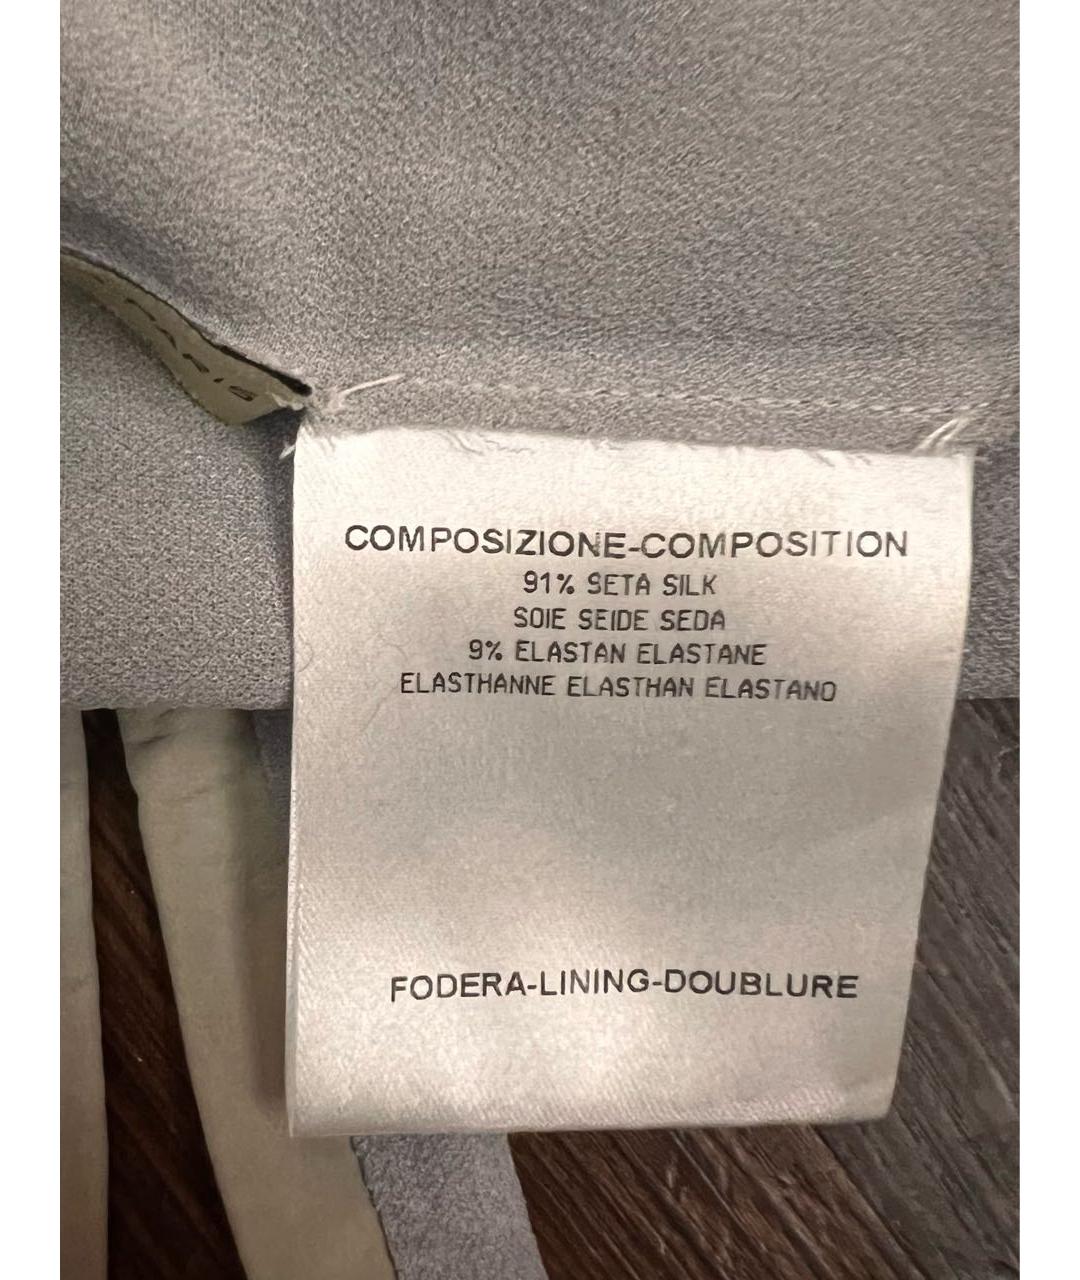 COMPOSIZIONE-COMPOSITION
91% SETA SILK
SOIE SEIDE SEDA
9% ELASTAN ELASTANE
ELASTHANNE ELASTHAN ELASTANO
FODERA-LINING-DOUBLURE